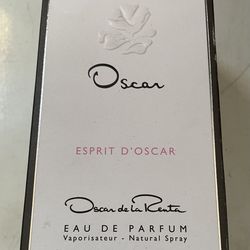 Oscar
ESPRIT D'OSCAR
Oscar de la Renta
EAU DE PARFUM
Vaporisateur - Natural Spray